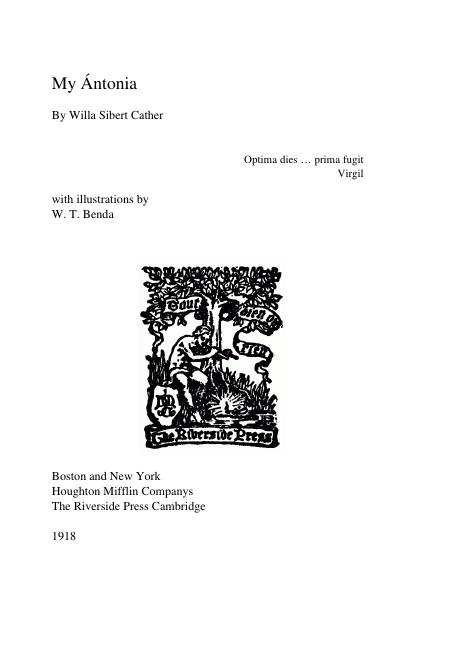 My Ántonia
By Willa Sibert Cather
Optima dies … prima fugit
Virgil
with illustrations by
W. T. Benda
Tout
bien ou
rien
The Riverside Press
Boston and New York
Houghton Mifflin Companys
The Riverside Press Cambridge
1918